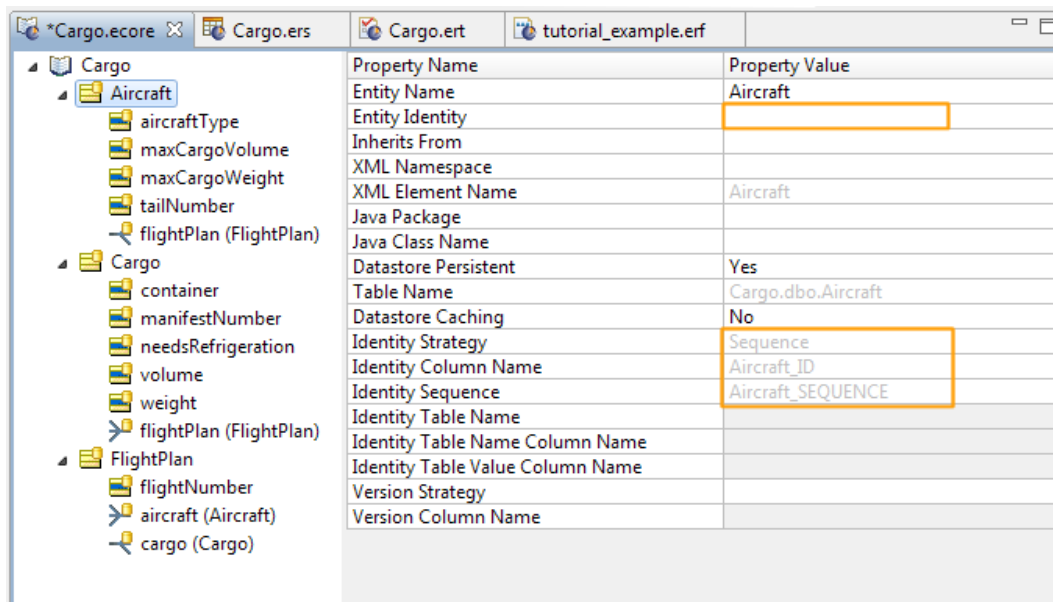 *Cargo.ecore Cargo.ers Cargo.ert tutorial_example.erf
Cargo
Aircraft
aircraftType
maxCargoVolume
maxCargoWeight
tailNumber
flightPlan (FlightPlan)
Cargo
container
manifestNumber
needsRefrigeration
volume
weight
flightPlan (FlightPlan)
FlightPlan
flightNumber
aircraft (Aircraft)
cargo (Cargo)
Property Name Property Value
Entity Name Aircraft
Entity Identity
Inherits From
XML Namespace
XML Element Name Aircraft
Java Package
Java Class Name
Datastore Persistent Yes
Table Name Cargo.dbo.Aircraft
Datastore Caching No
Identity Strategy Sequence
Identity Column Name Aircraft_ID
Identity Sequence Aircraft_SEQUENCE
Identity Table Name
Identity Table Name Column Name
Identity Table Value Column Name
Version Strategy
Version Column Name